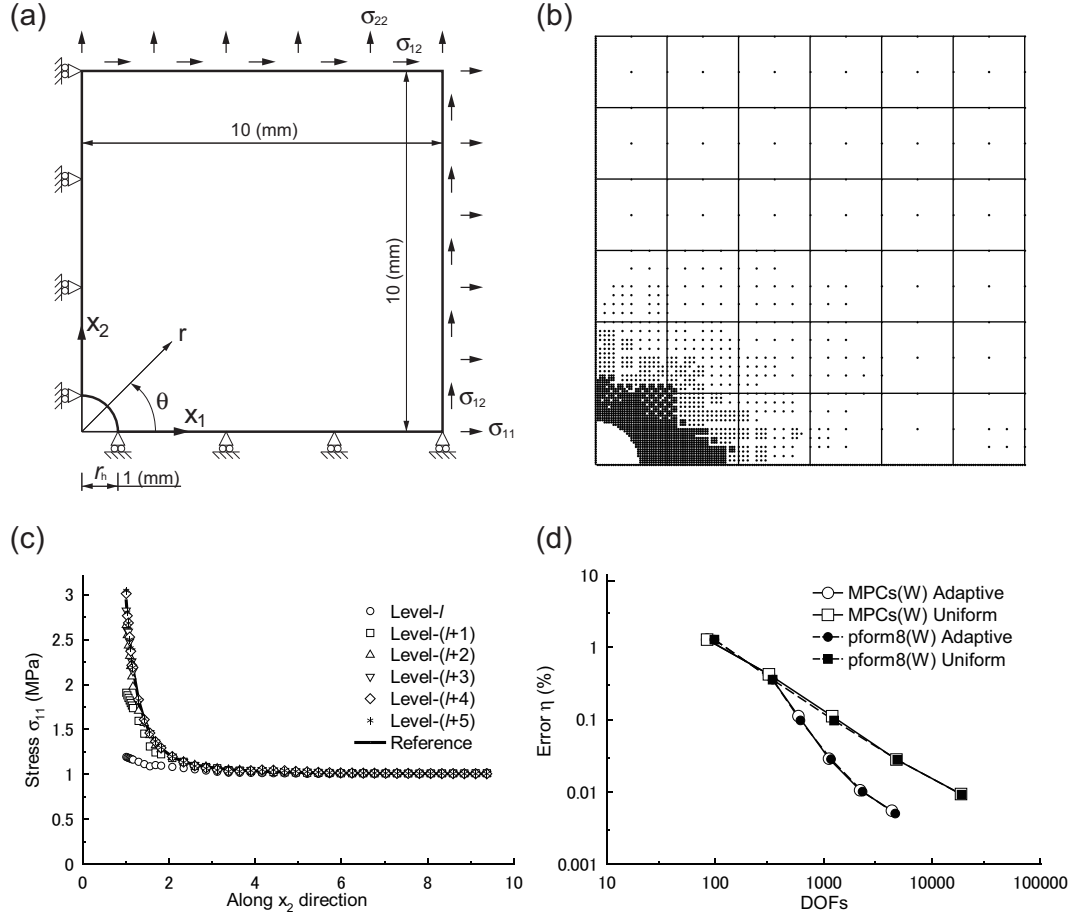 (a)
σ22
σ12
10 (mm)
10 (mm)
x2
r
θ
x1
σ12
σ11
rh
1 (mm)
(b)
(c)
3
2.5
2
1.5
1
0.5
0
Stress σ11 (MPa)
0
2
4
6
8
10
Along x2 direction
Level-l
Level-(l+1)
Level-(l+2)
Level-(l+3)
Level-(l+4)
Level-(l+5)
Reference
(d)
10
1
0.1
0.01
0.001
Error η (%)
10
100
1000
10000
100000
DOFs
MPCs(W) Adaptive
MPCs(W) Uniform
pform8(W) Adaptive
pform8(W) Uniform